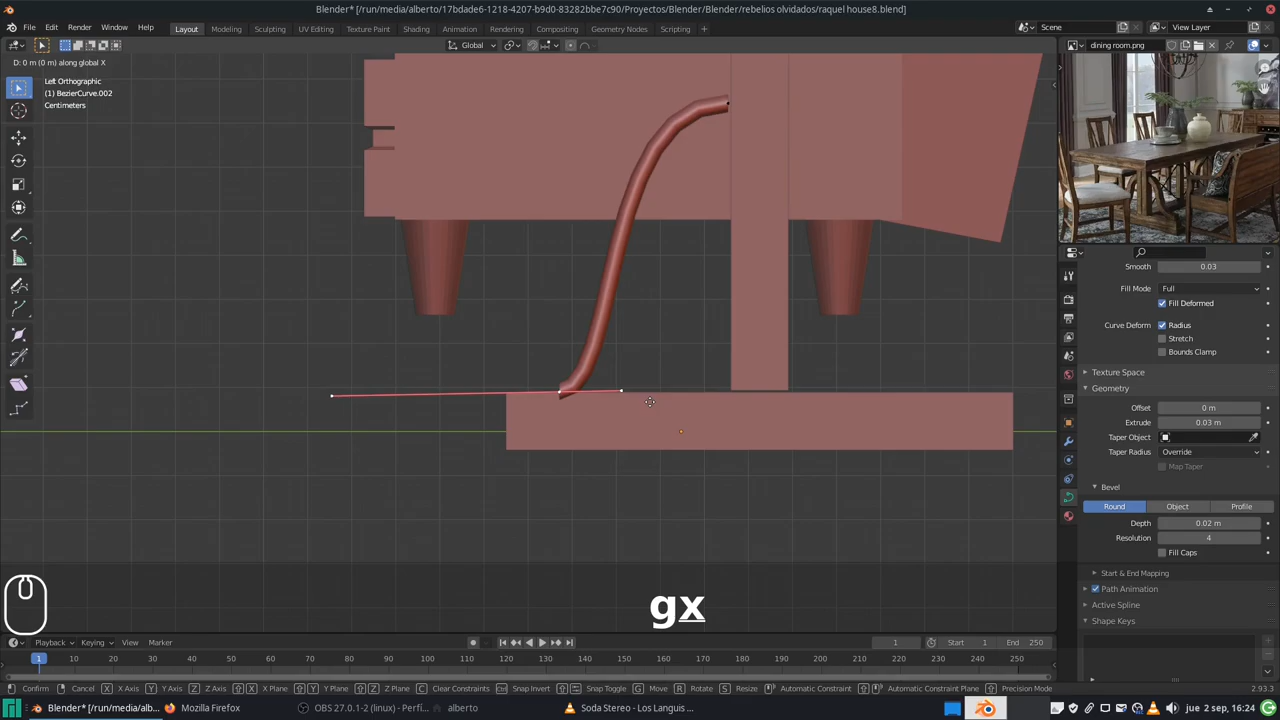 Blender* [/run/media/alberto/17bdade6-1218-4207-b9d0-83282bbe7c90/Proyectos/Blender/Blender/rebelios olvidados/raquel house8.blend]
File Edit Render Window Help Layout Modeling Sculpting UV Editing Texture Paint Shading Animation Rendering Compositing Geometry Nodes Scripting Scene View Layer
Global dining room.png
D: 0 m (0 m) along global X
Left Orthographic
(1) BezierCurve.002
Centimeters
Smooth 0.03
Fill Mode Full
Fill Deformed
Curve Deform Radius
Stretch
Bounds Clamp
Texture Space
Geometry
Offset 0 m
Extrude 0.03 m
Taper Object
Taper Radius Override
Map Taper
Bevel
Round Object Profile
Depth 0.02 m
Resolution 4
Fill Caps
Start & End Mapping
Path Animation
Active Spline
Shape Keys
gx
Playback Keying View Marker 1 Start 1 End 250
1 10 20 30 40 50 60 70 80 90 100 110 120 130 140 150 160 170 180 190 200 210 220 230 240 250
Confirm Cancel X X Axis Y Y Axis Z Z Axis X X Plane Y Y Plane Z Z Plane C Clear Constraints Snap Invert Snap Toggle G Move R Rotate S Resize Automatic Constraint Automatic Constraint Plane Precision Mode 2.93.3
Blender* [/run/media/alberto/17bdade6-... Mozilla Firefox OBS 27.0.1-2 (linux) - Perfi... alberto Soda Stereo - Los Languis ... jue 2 sep, 16:24